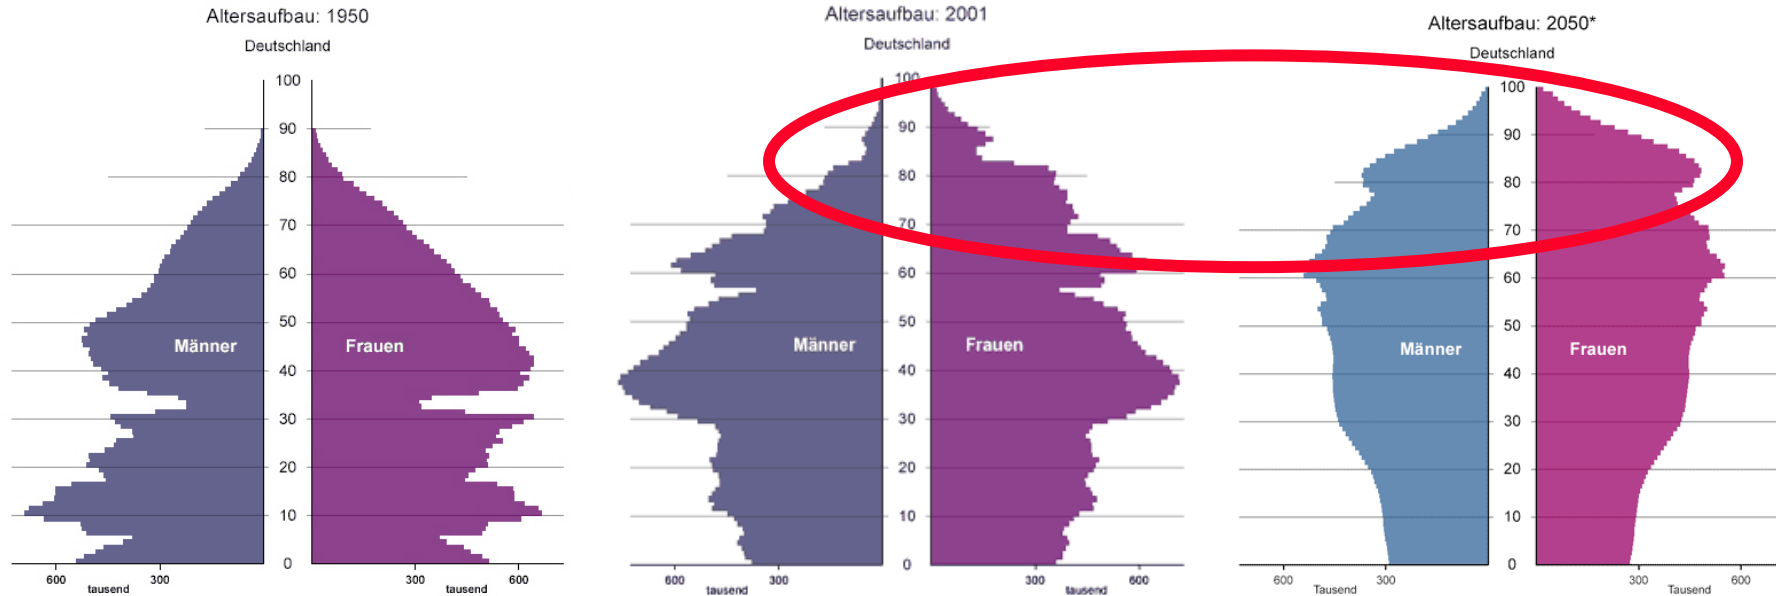 Altersaufbau: 1950
Deutschland
100
90
80
70
60
50
40
30
20
10
0
Männer
Frauen
600
300
300
600
tausend
tausend
Altersaufbau: 2001
Deutschland
100
90
80
70
60
50
40
30
20
10
0
Männer
Frauen
600
300
300
600
tausend
tausend
Altersaufbau: 2050*
Deutschland
100
90
80
70
60
50
40
30
20
10
0
Männer
Frauen
600
300
300
600
Tausend
Tausend